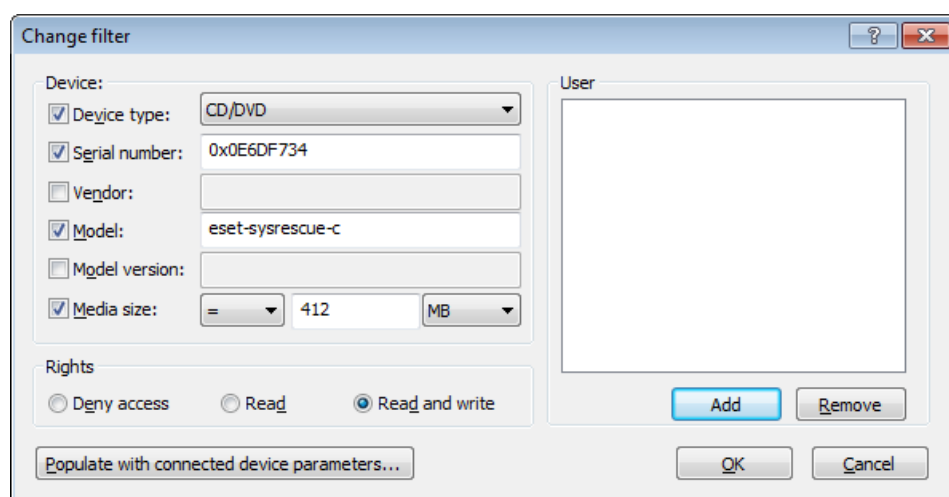 Change filter
Device:
Device type: CD/DVD
Serial number: 0x0E6DF734
Vendor:
Model: eset-sysrescue-c
Model version:
Media size: = 412 MB
Rights
Deny access Read Read and write
Populate with connected device parameters...
User
Add Remove
OK Cancel